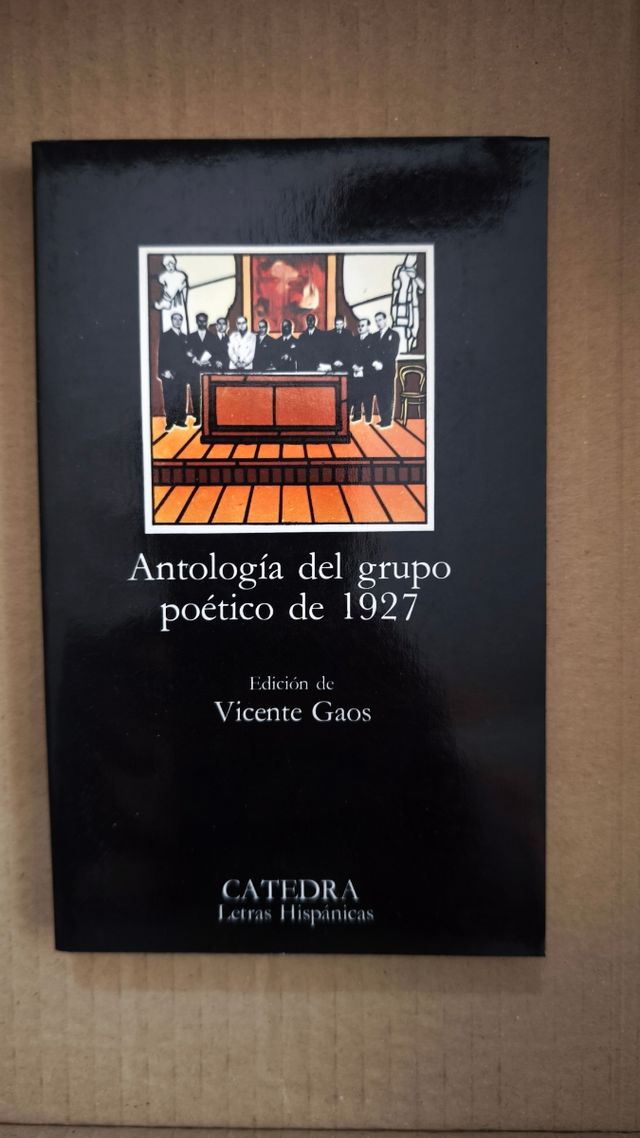 Antología del grupo
poético de 1927
Edición de
Vicente Gaos
CATEDRA
Letras Hispánicas